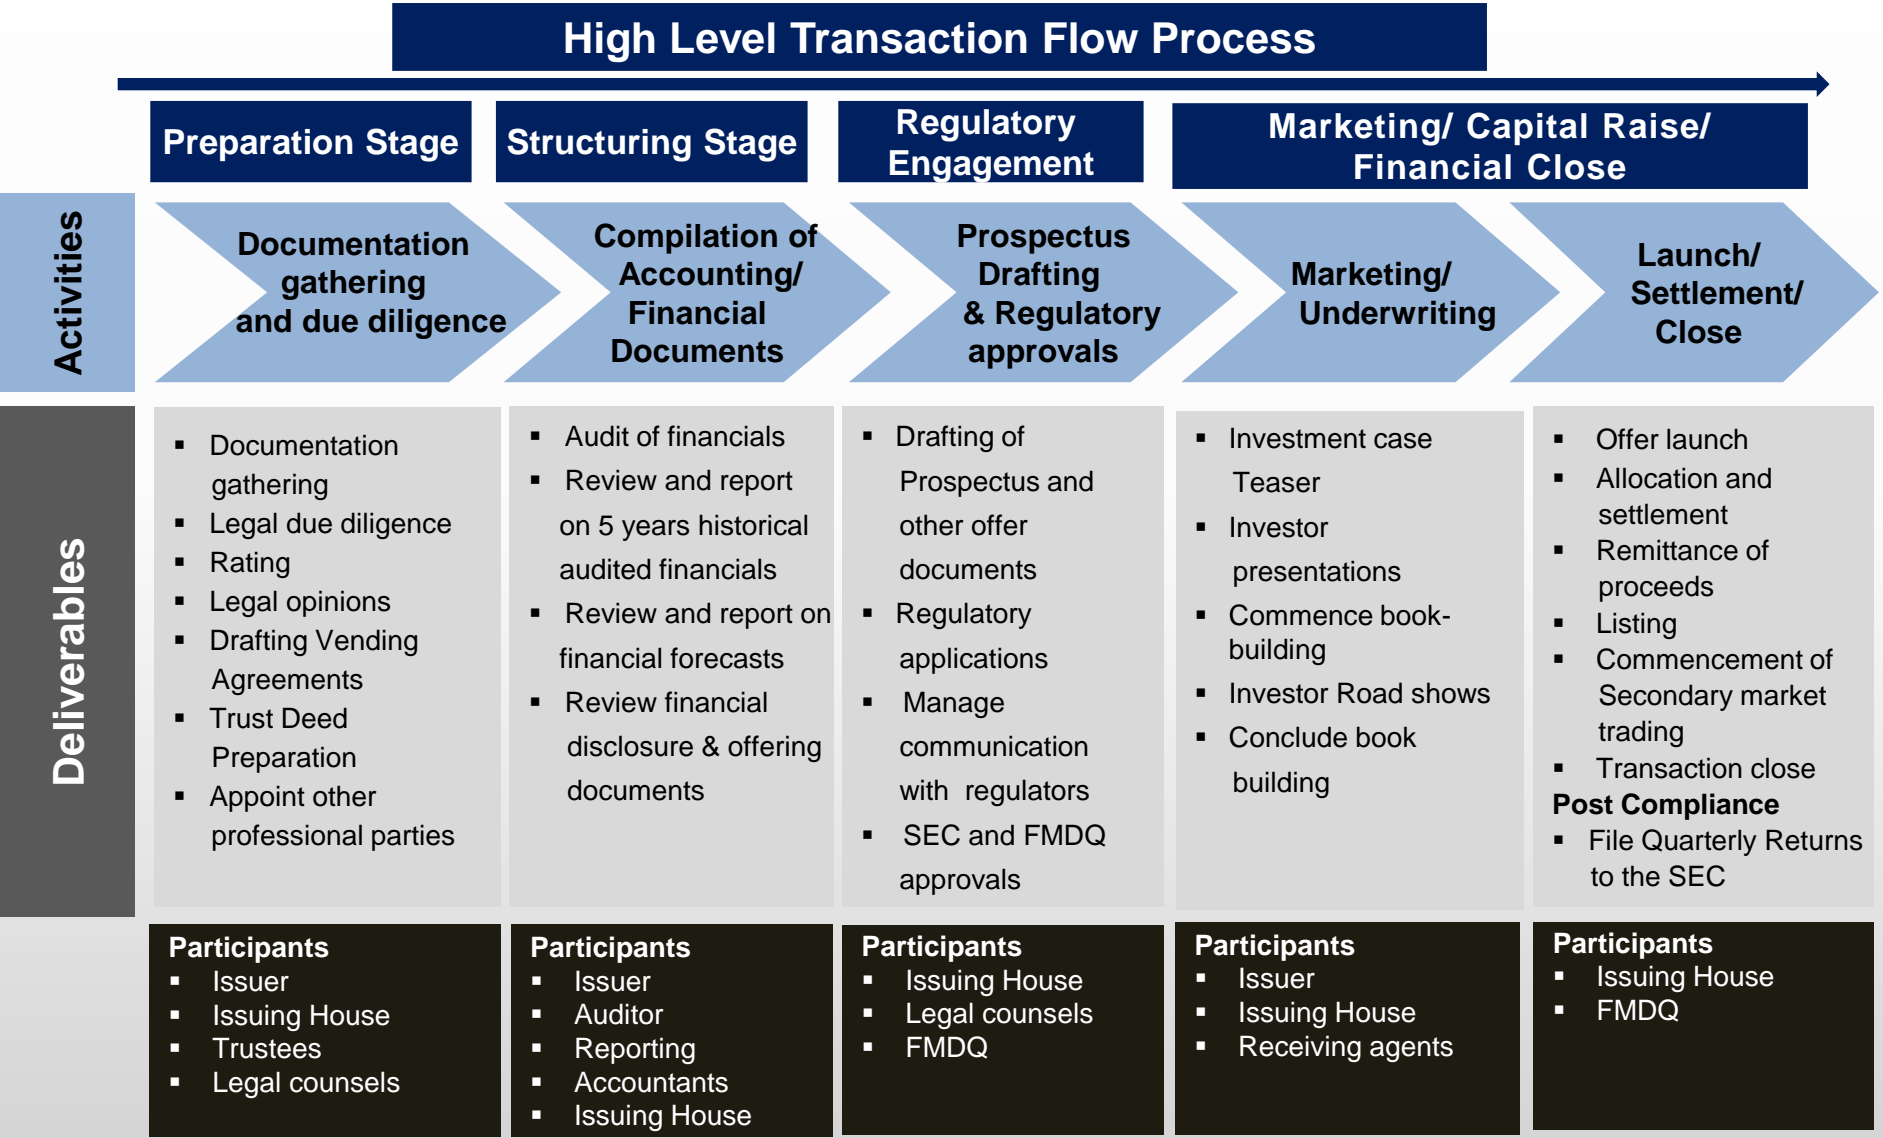 High Level Transaction Flow Process
Preparation Stage
Structuring Stage
Regulatory
Engagement
Marketing/ Capital Raise/
Financial Close
Activities
Documentation
gathering
and due diligence
Compilation of
Accounting/
Financial
Documents
Prospectus
Drafting
& Regulatory
approvals
Marketing/
Underwriting
Launch/
Settlement/
Close
Deliverables
▪ Documentation
gathering
▪ Legal due diligence
▪ Rating
▪ Legal opinions
▪ Drafting Vending
Agreements
▪ Trust Deed
Preparation
▪ Appoint other
professional parties
▪ Audit of financials
▪ Review and report
on 5 years historical
audited financials
▪ Review and report on
financial forecasts
▪ Review financial
disclosure & offering
documents
▪ Drafting of
Prospectus and
other offer
documents
▪ Regulatory
applications
▪ Manage
communication
with regulators
▪ SEC and FMDQ
approvals
▪ Investment case
Teaser
▪ Investor
presentations
▪ Commence book-
building
▪ Investor Road shows
▪ Conclude book
building
▪ Offer launch
▪ Allocation and
settlement
▪ Remittance of
proceeds
▪ Listing
▪ Commencement of
Secondary market
trading
▪ Transaction close
Post Compliance
▪ File Quarterly Returns
to the SEC
Participants
▪ Issuer
▪ Issuing House
▪ Trustees
▪ Legal counsels
Participants
▪ Issuer
▪ Auditor
▪ Reporting
▪ Accountants
▪ Issuing House
Participants
▪ Issuing House
▪ Legal counsels
▪ FMDQ
Participants
▪ Issuer
▪ Issuing House
▪ Receiving agents
Participants
▪ Issuing House
▪ FMDQ